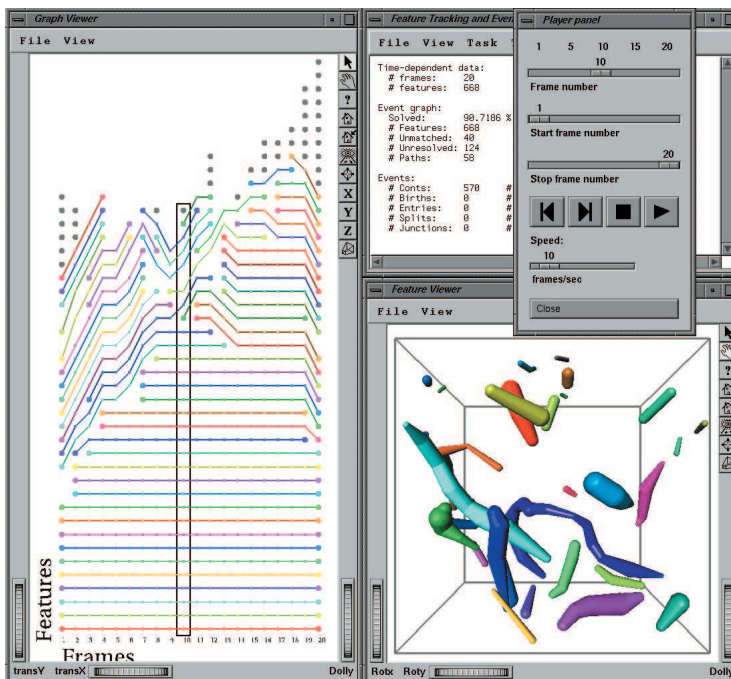 Graph Viewer
File View
?
X
Y
Z
Features
1 2 3 4 5 6 7 8 9 10 11 12 13 14 15 16 17 18 19 20
Frames
transY transX Dolly
Feature Tracking and Even
File View Task
Time-dependent data:
# frames: 20
# features: 668
Event graph:
Solved: 90.7186 %
# Features: 668
# Unmatched: 40
# Unresolved: 124
# Paths: 58
Events:
# Conts: 570 #
# Births: 0 #
# Entries: 0 #
# Splits: 0 #
# Junctions: 0 #
Player panel
1 5 10 15 20
10
Frame number
1
Start frame number
20
Stop frame number
Speed:
10
frames/sec
Close
Feature Viewer
File View
?
Rotx Roty Dolly